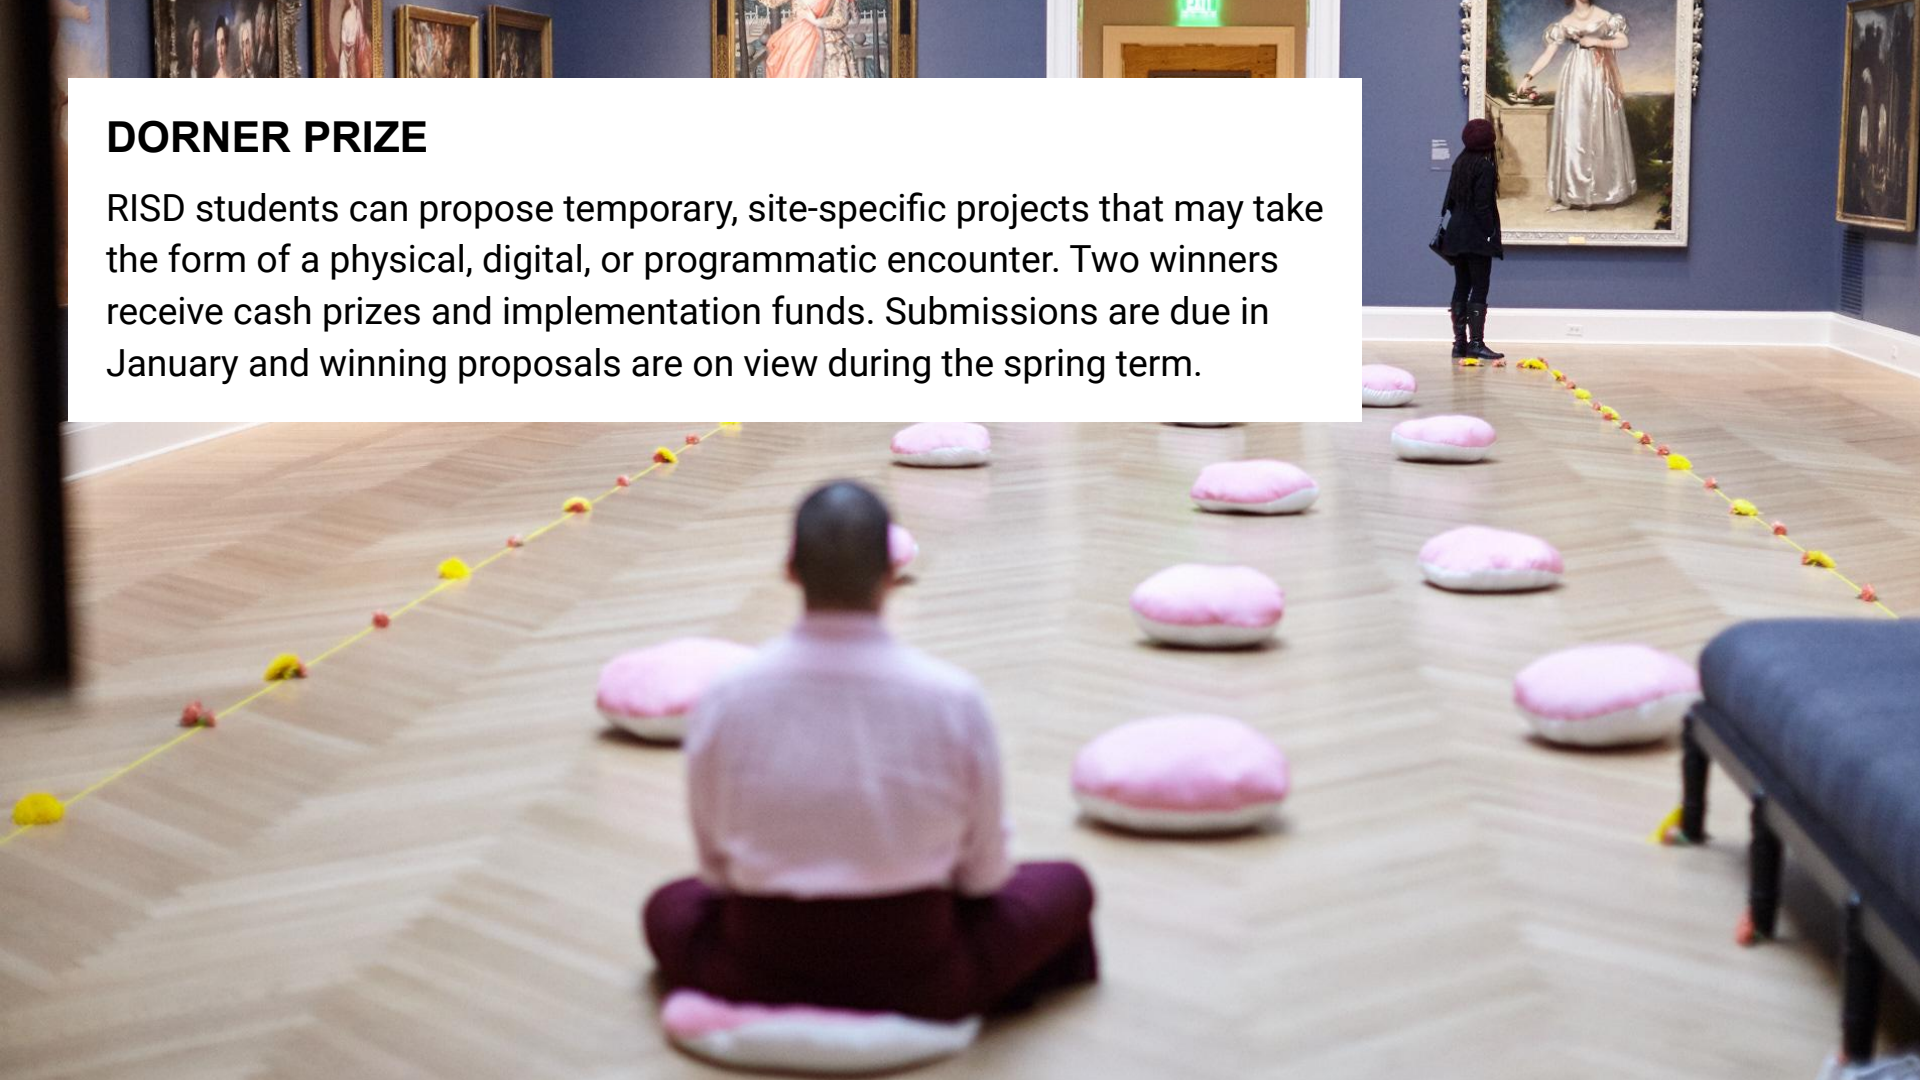 EXIT
DORNER PRIZE
RISD students can propose temporary, site-specific projects that may take
the form of a physical, digital, or programmatic encounter. Two winners
receive cash prizes and implementation funds. Submissions are due in
January and winning proposals are on view during the spring term.